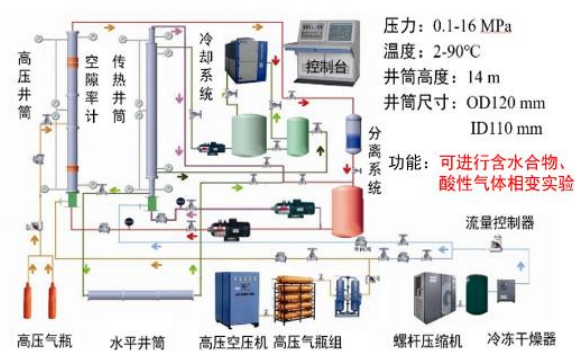 压力：0.1-16 MPa
温度：2-90℃
井筒高度：14 m
井筒尺寸：OD120 mm
ID110 mm
功能：可进行含水合物、
酸性气体相变实验
高压井筒
空隙率计
传热井筒
冷却系统
控制台
分离系统
流量控制器
高压气瓶
水平井筒
高压空压机
高压气瓶组
螺杆压缩机
冷冻干燥器